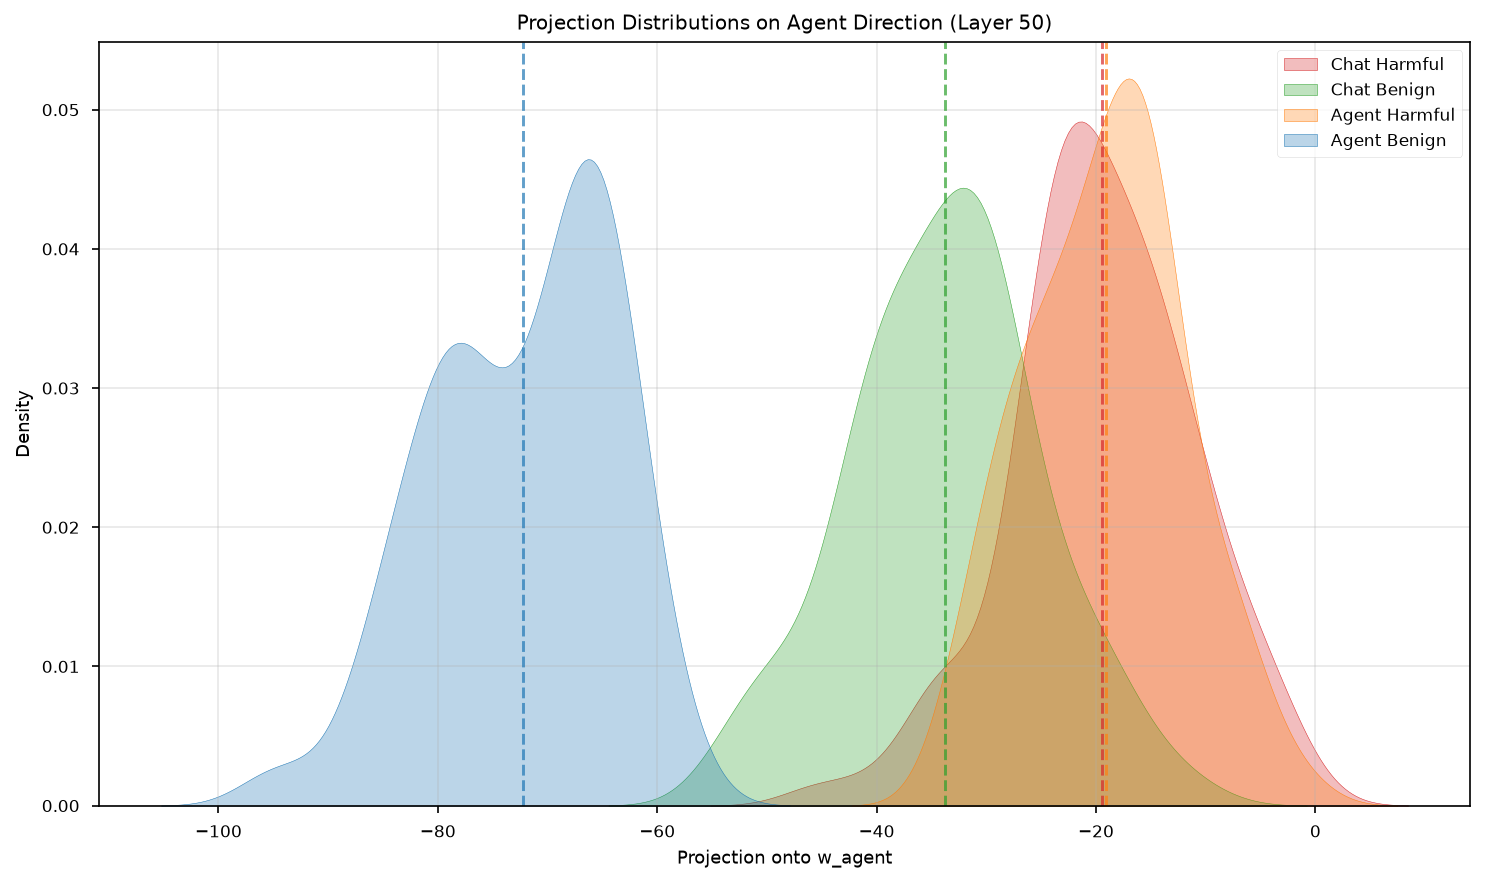 Projection Distributions on Agent Direction (Layer 50)
Chat Harmful
Chat Benign
Agent Harmful
Agent Benign
0.05
0.04
0.03
0.02
0.01
0.00
Density
−100
−80
−60
−40
−20
0
Projection onto w_agent